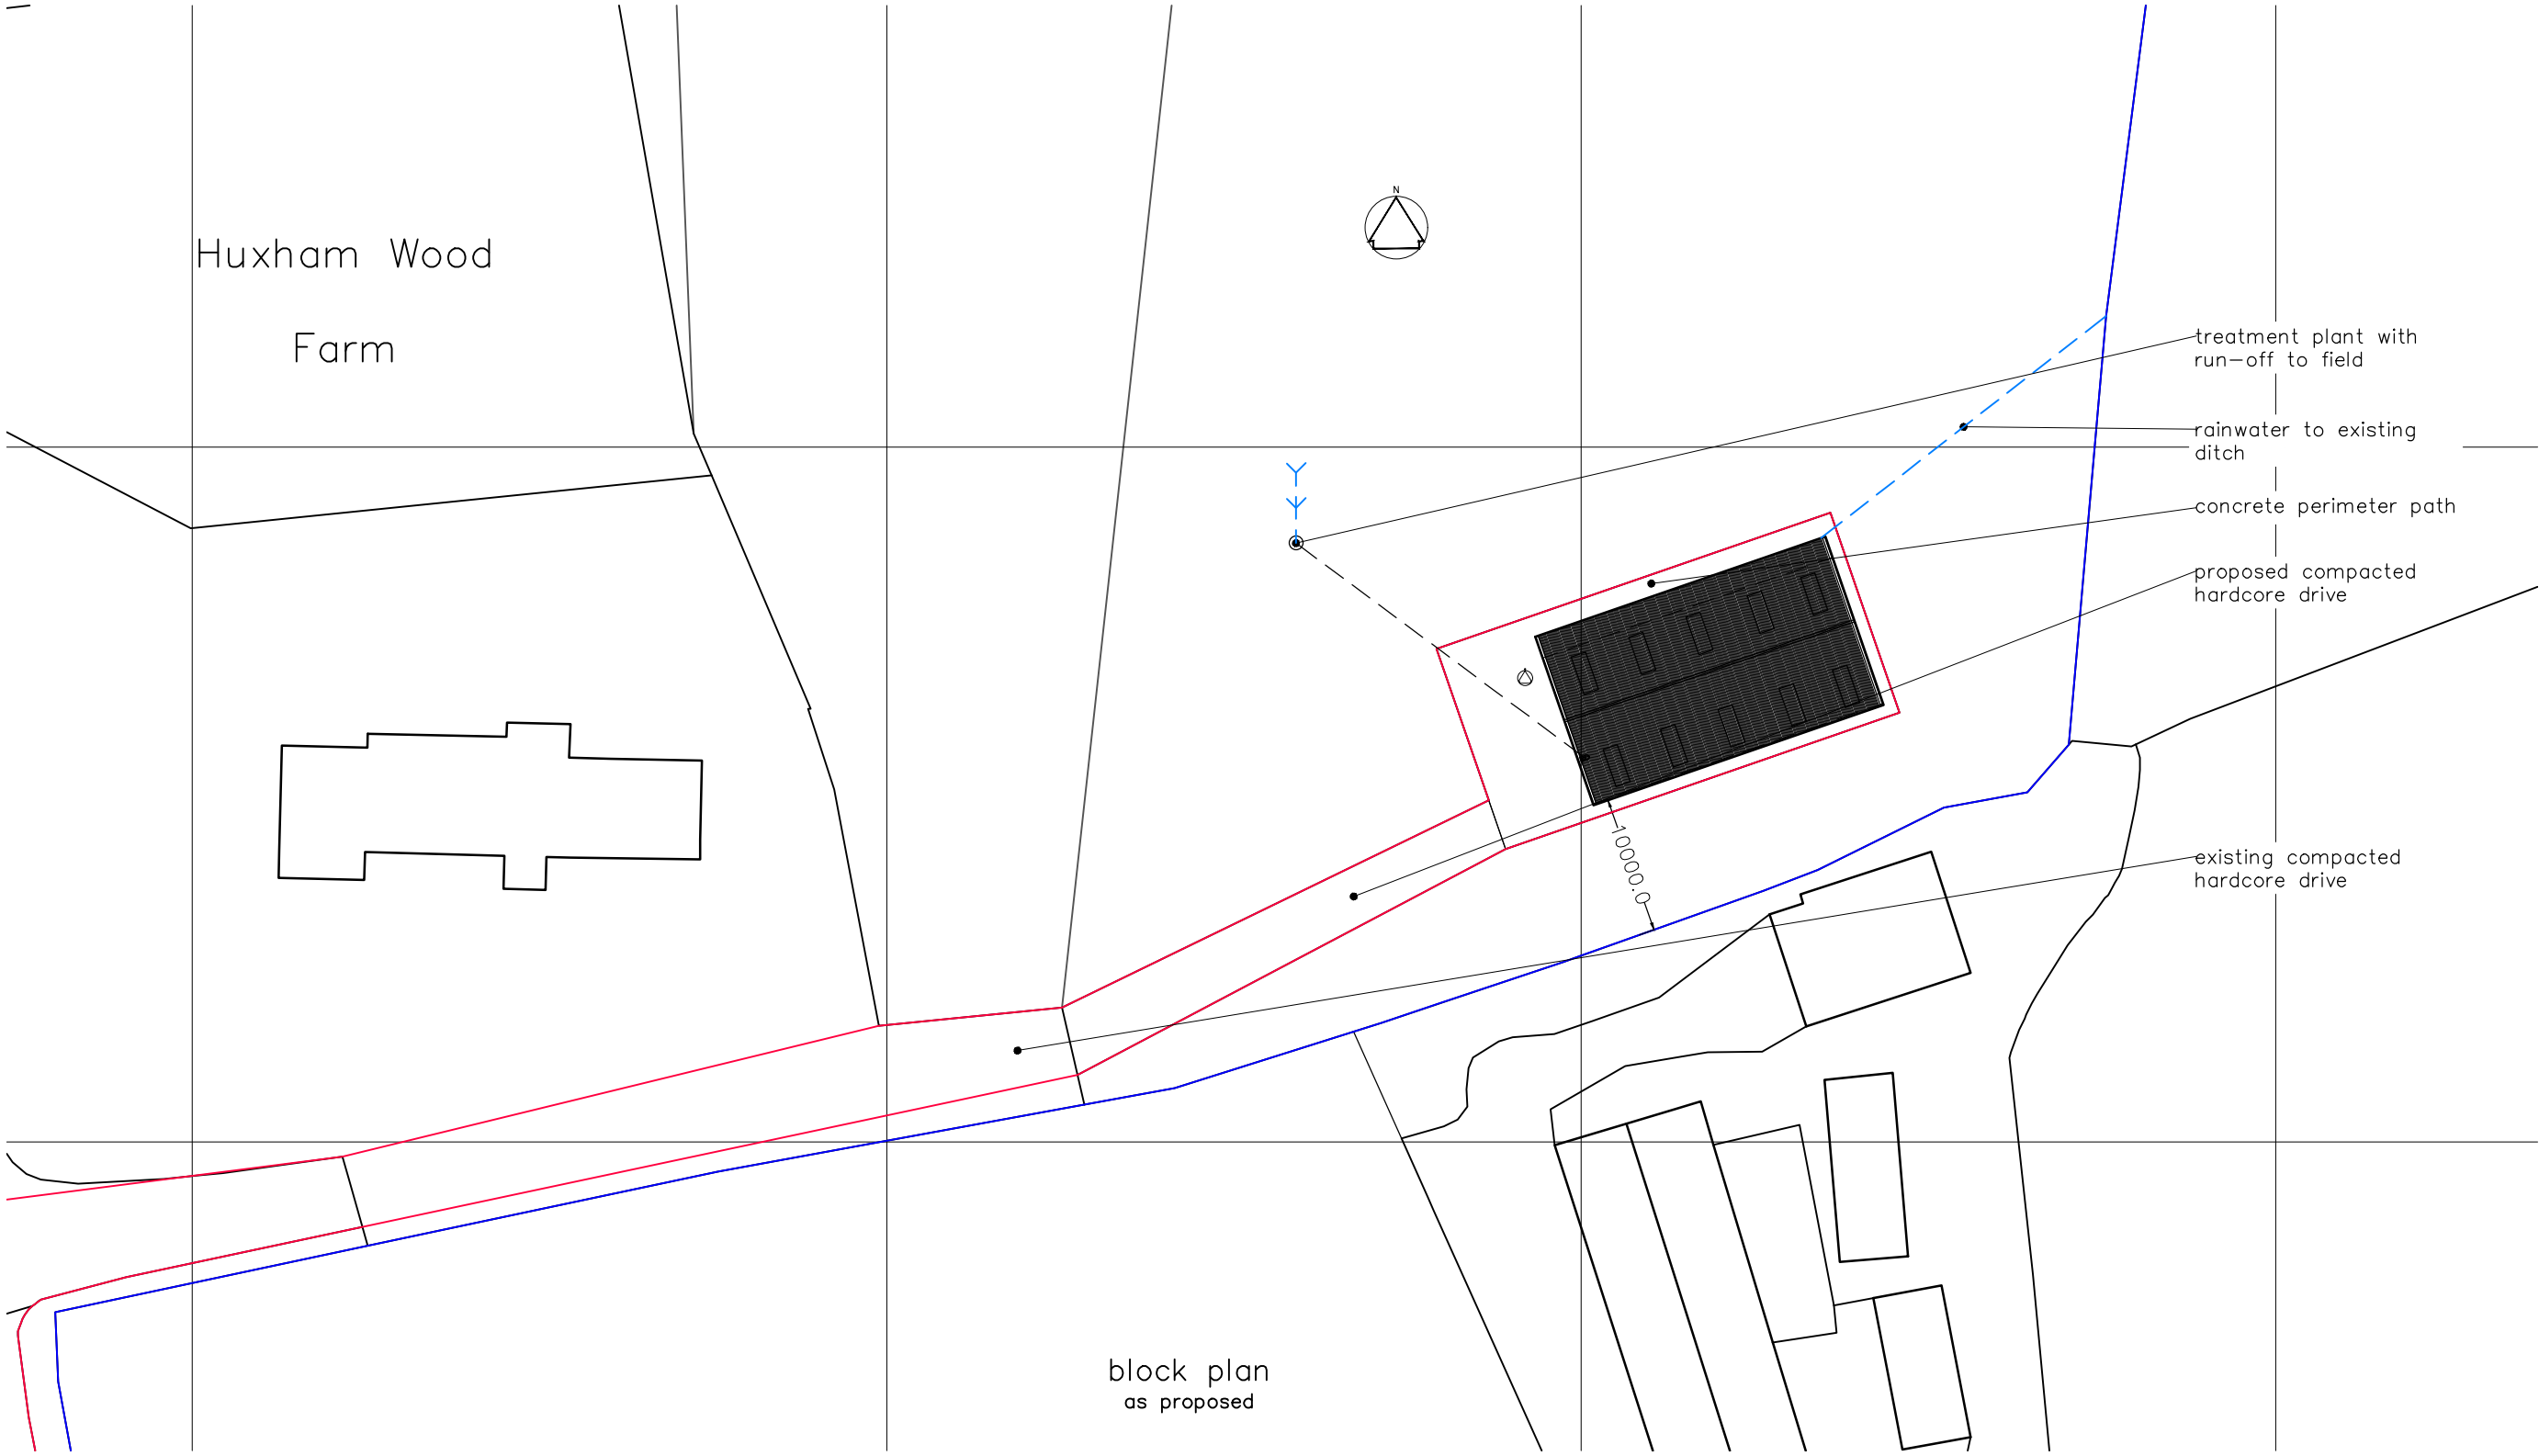 N
Huxham Wood
Farm
treatment plant with
run-off to field
rainwater to existing
ditch
concrete perimeter path
proposed compacted
hardcore drive
10000.0
existing compacted
hardcore drive
block plan
as proposed